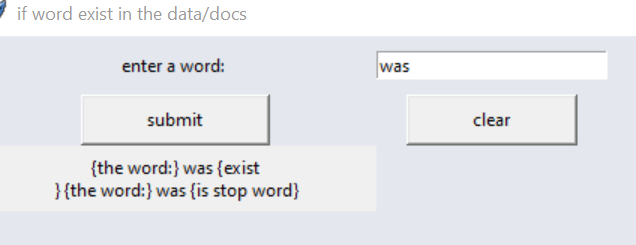 if word exist in the data/docs
enter a word: was
submit clear
{the word:} was {exist
} {the word:} was {is stop word}